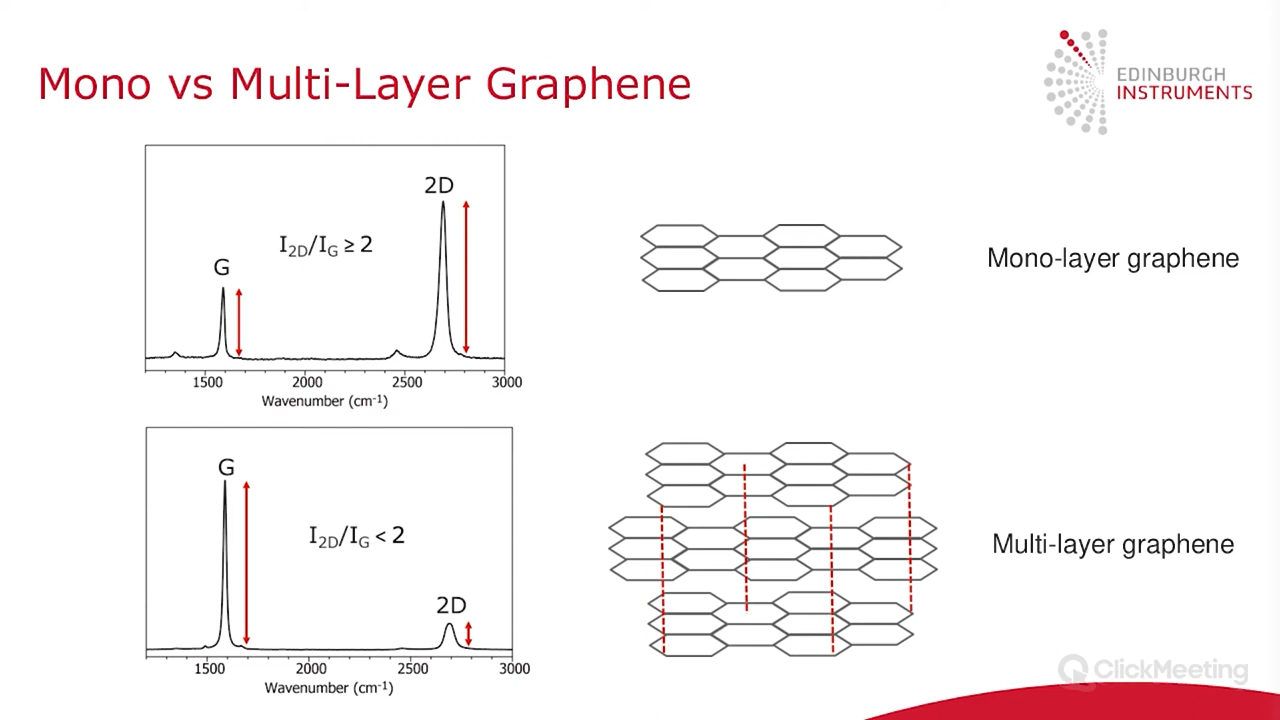 Mono vs Multi-Layer Graphene
EDINBURGH
INSTRUMENTS
2D
I2D/IG ≥ 2
G
1500 2000 2500 3000
Wavenumber (cm-1)
Mono-layer graphene
G
I2D/IG < 2
2D
1500 2000 2500 3000
Wavenumber (cm-1)
Multi-layer graphene
ClickMeeting